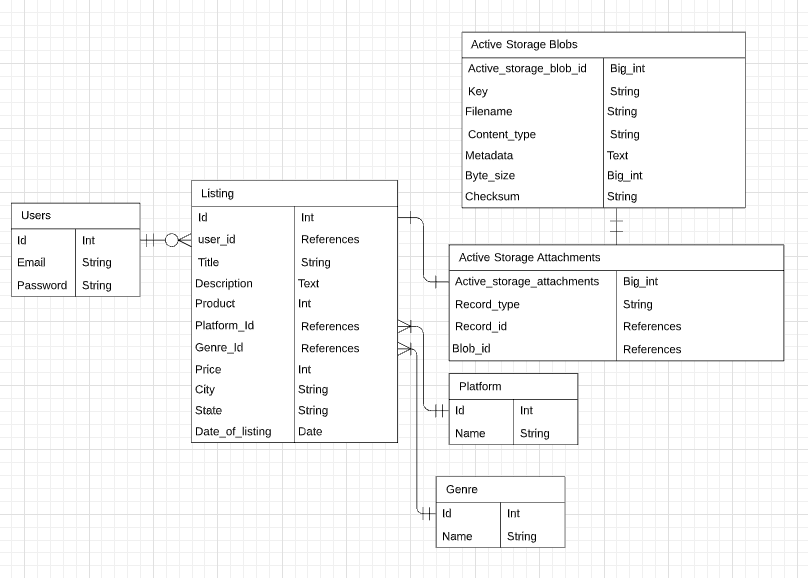 Active Storage Blobs
Active_storage_blob_id Big_int
Key String
Filename String
Content_type String
Metadata Text
Byte_size Big_int
Checksum String
Listing
Id Int
user_id References
Title String
Description Text
Product Int
Platform_Id References
Genre_Id References
Price Int
City String
State String
Date_of_listing Date
Users
Id Int
Email String
Password String
Active Storage Attachments
Active_storage_attachments Big_int
Record_type String
Record_id References
Blob_id References
Platform
Id Int
Name String
Genre
Id Int
Name String